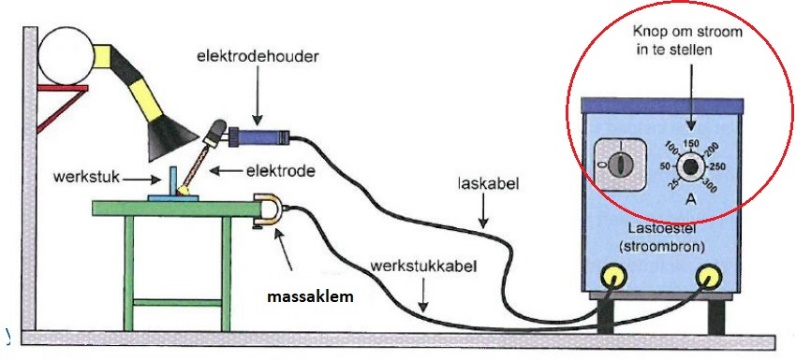 Knop om stroom
in te stellen
elektrodehouder
150
100
200
50
250
25
300
A
O
werkstuk
elektrode
laskabel
Lastoestel
(stroombron)
werkstukkabel
massaklem
y